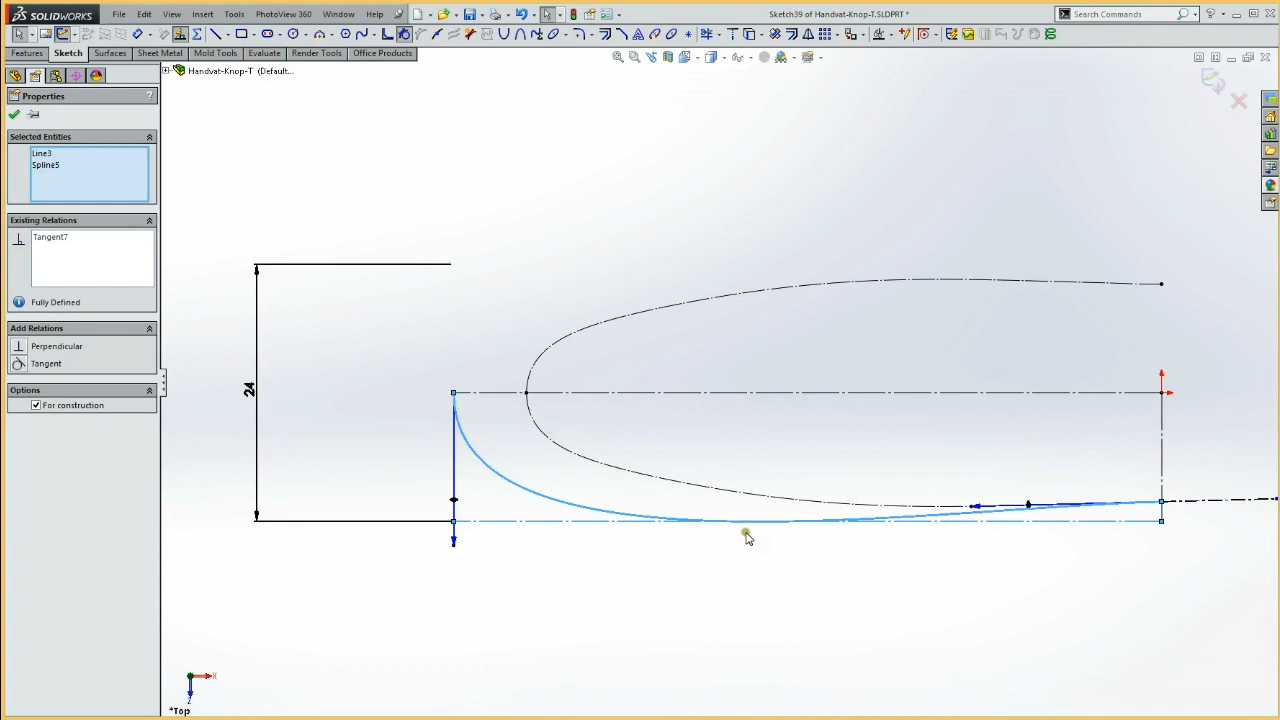 SOLIDWORKS File Edit View Insert Tools PhotoView 360 Window Help Sketch39 of Handvat-Knop-T.SLDPRT * Search Commands
Features Sketch Surfaces Sheet Metal Mold Tools Evaluate Render Tools Office Products
Handvat-Knop-T (Default...
Properties ?
Selected Entities
Line3
Spline5
Existing Relations
Tangent7
Fully Defined
Add Relations
Perpendicular
Tangent
Options
For construction
24
X
Z
*Top